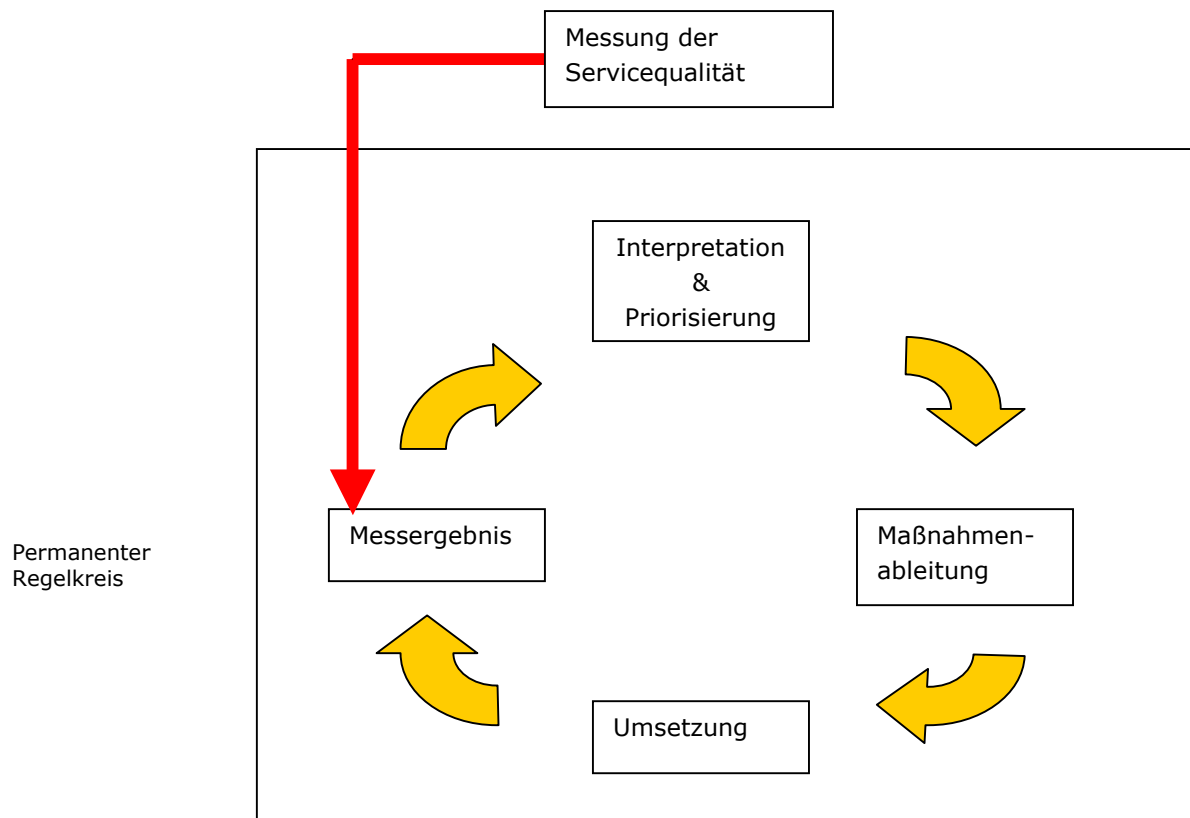 Messung der
Servicequalität
Interpretation
&
Priorisierung
Messergebnis
Maßnahmen-
ableitung
Permanenter
Regelkreis
Umsetzung